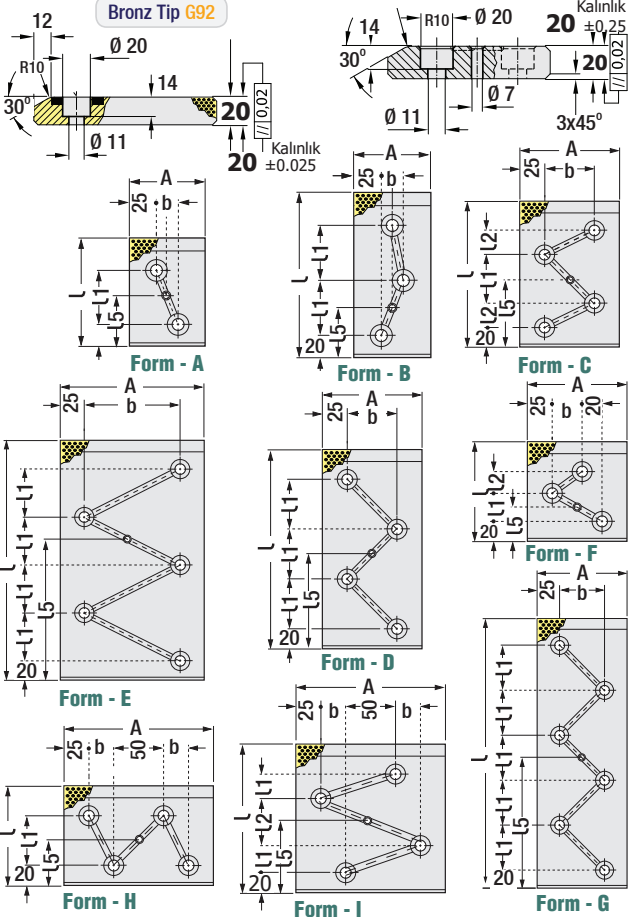 Bronz Tip G92
12
R10
Ø 20
14
30°
Ø 11
20
// 0,02
20 Kalınlık ±0.025
14
R10
Ø 20
20 Kalınlık ±0,25
30°
20
// 0,02
Ø 7
Ø 11
3x45°
A
25 b
l
l1
l5
Form - A
A
25 b
l
l1
l1
l5
20
Form - B
A
25 b
l
l2
l1
l2
l5
20
Form - C
A
25 b
l
l1
l1
l1
l1
l5
20
Form - E
A
25 b
l
l1
l1
l1
l5
20
Form - D
A
25 b 20
l
l2
l1
l5
20
Form - F
A
25 b 50 b
l
l1
l5
20
Form - H
A
25 b 50 b
l
l1
l2
l1
l5
20
Form - I
A
25 b
l
l1
l1
l1
l1
l1
l5
20
Form - G